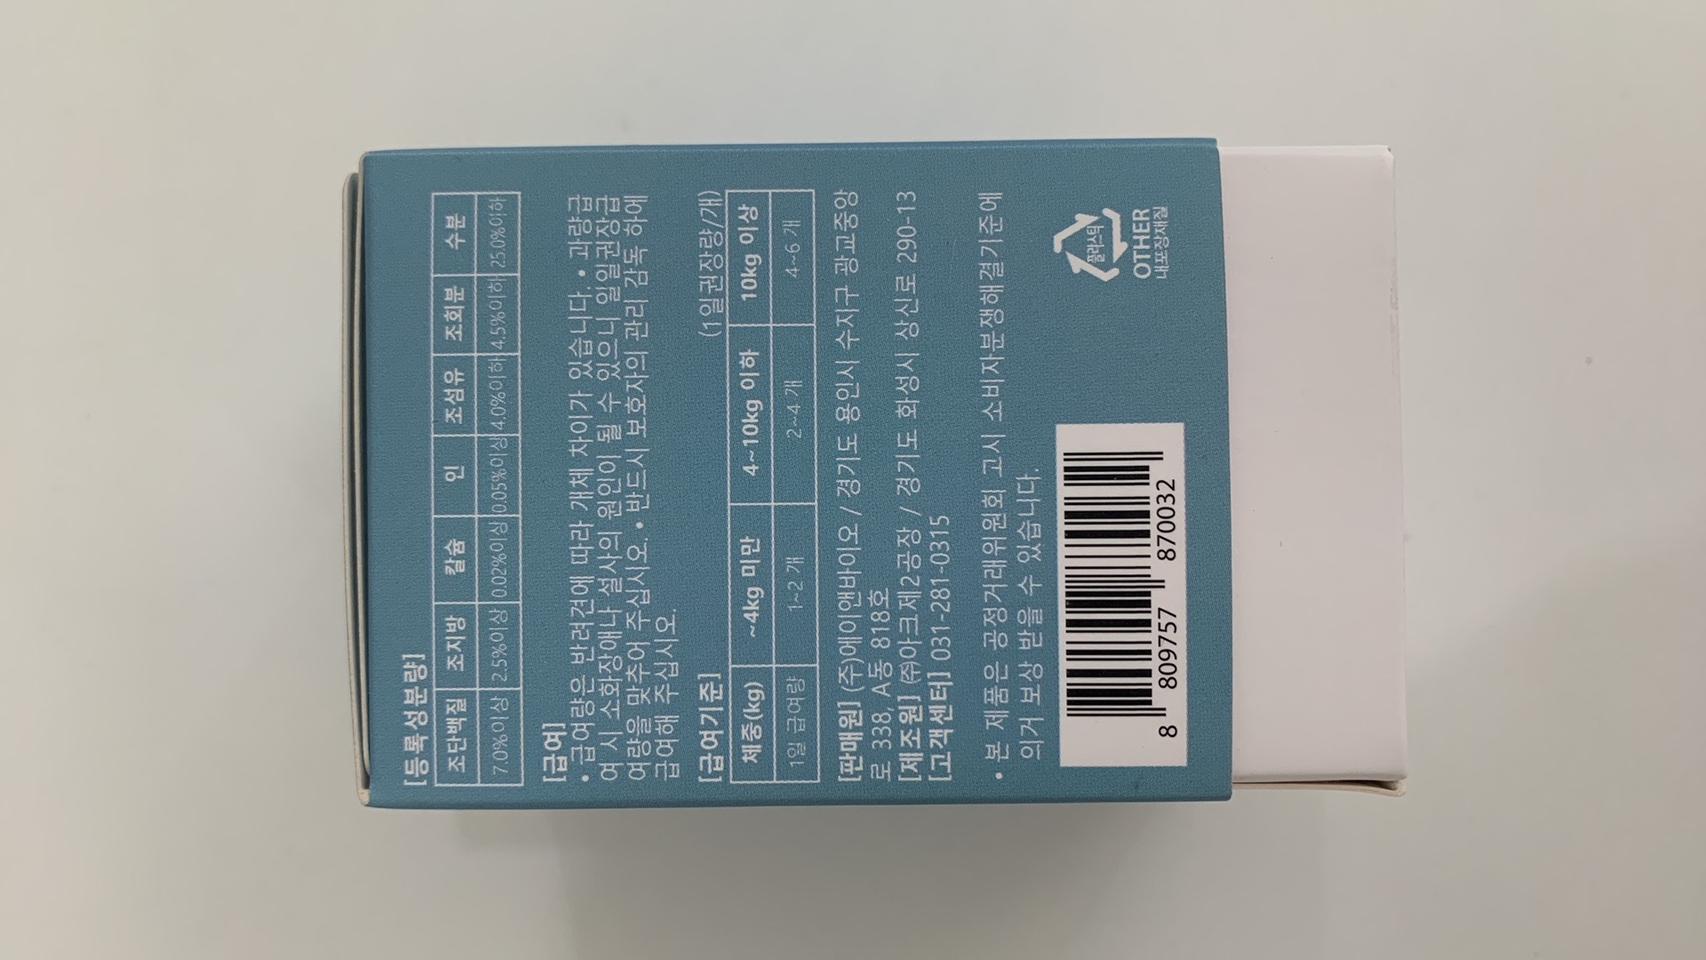 [등록성분량]
조단백질 조지방 칼슘 인 조섬유 조회분 수분
7.0%이상 2.5%이상 0.02%이상 0.05%이상 4.0%이하 4.5%이하 25.0%이하
[급여]
• 급여량은 반려견에 따라 개체 차이가 있습니다. • 과량급
여 시 소화장애나 설사의 원인이 될 수 있으니 일일권장급
여량을 맞추어 주십시오. • 반드시 보호자의 관리 감독 하에
급여해 주십시오.
[급여기준] (1일권장량/개)
체중(kg) ~4kg 미만 4~10kg 이하 10kg 이상
1일 급여량 1~2 개 2~4 개 4~6 개
[판매원] (주)에이앤바이오 / 경기도 용인시 수지구 광교중앙
로 338, A동 818호
[제조원] ㈜아크제2공장 / 경기도 화성시 상신로 290-13
[고객센터] 031-281-0315
• 본 제품은 공정거래위원회 고시 소비자분쟁해결기준에
의거 보상 받을 수 있습니다.
8 809757 870032
플라스틱
OTHER
내포장재질